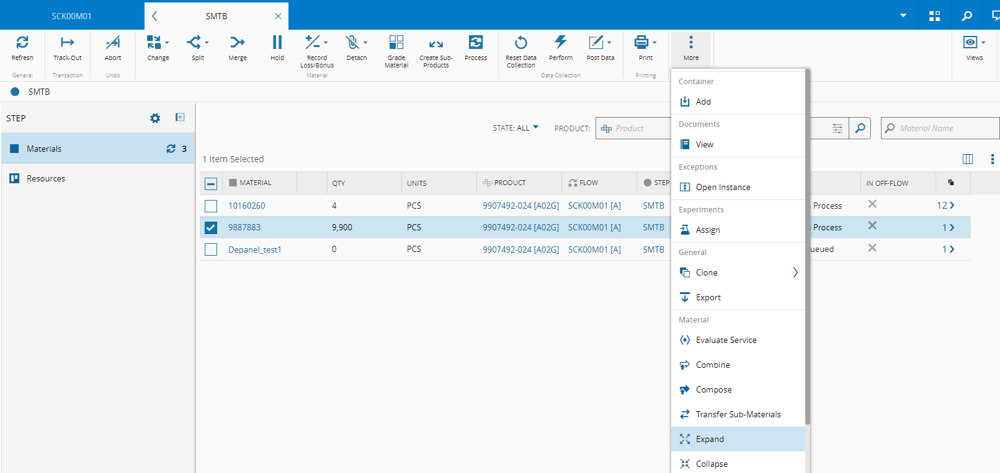 SCK00M01
SMTB
Refresh
Track-Out
Abort
Change
Split
Merge
Hold
Record Loss/Bonus
Detach
Grade Material
Create Sub-Products
Process
Reset Data Collection
Perform
Post Data
Print
More
Views
General
Transaction
Undo
Material
Data Collection
Printing
SMTB
STEP
Materials 3
Resources
STATE: ALL
PRODUCT: Product
Material Name
1 Item Selected
MATERIAL QTY UNITS PRODUCT FLOW STEP IN OFF-FLOW
10160260 4 PCS 9907492-024 [A02G] SCK00M01 [A] SMTB Process 12
9887883 9,900 PCS 9907492-024 [A02G] SCK00M01 [A] SMTB Process 1
Depanel_test1 0 PCS 9907492-024 [A02G] SCK00M01 [A] SMTB ueued 1
Container
Add
Documents
View
Exceptions
Open Instance
Experiments
Assign
General
Clone
Export
Material
Evaluate Service
Combine
Compose
Transfer Sub-Materials
Expand
Collapse